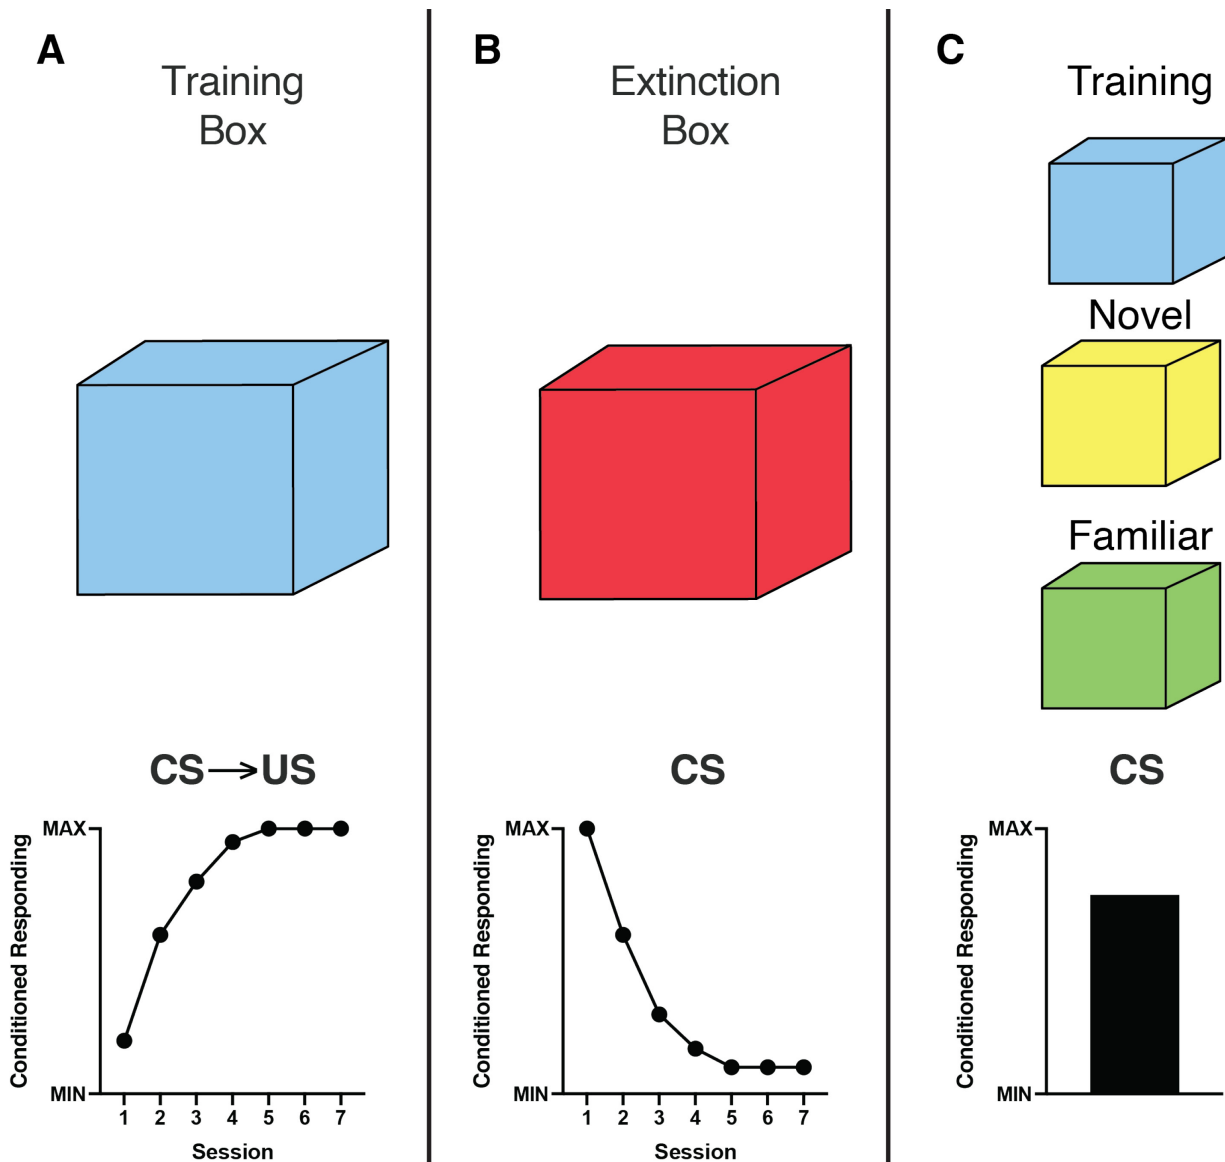 A
Training
Box
CS→US
Conditioned Responding
MAX
MIN
1 2 3 4 5 6 7
Session
B
Extinction
Box
CS
Conditioned Responding
MAX
MIN
1 2 3 4 5 6 7
Session
C
Training
Novel
Familiar
CS
Conditioned Responding
MAX
MIN